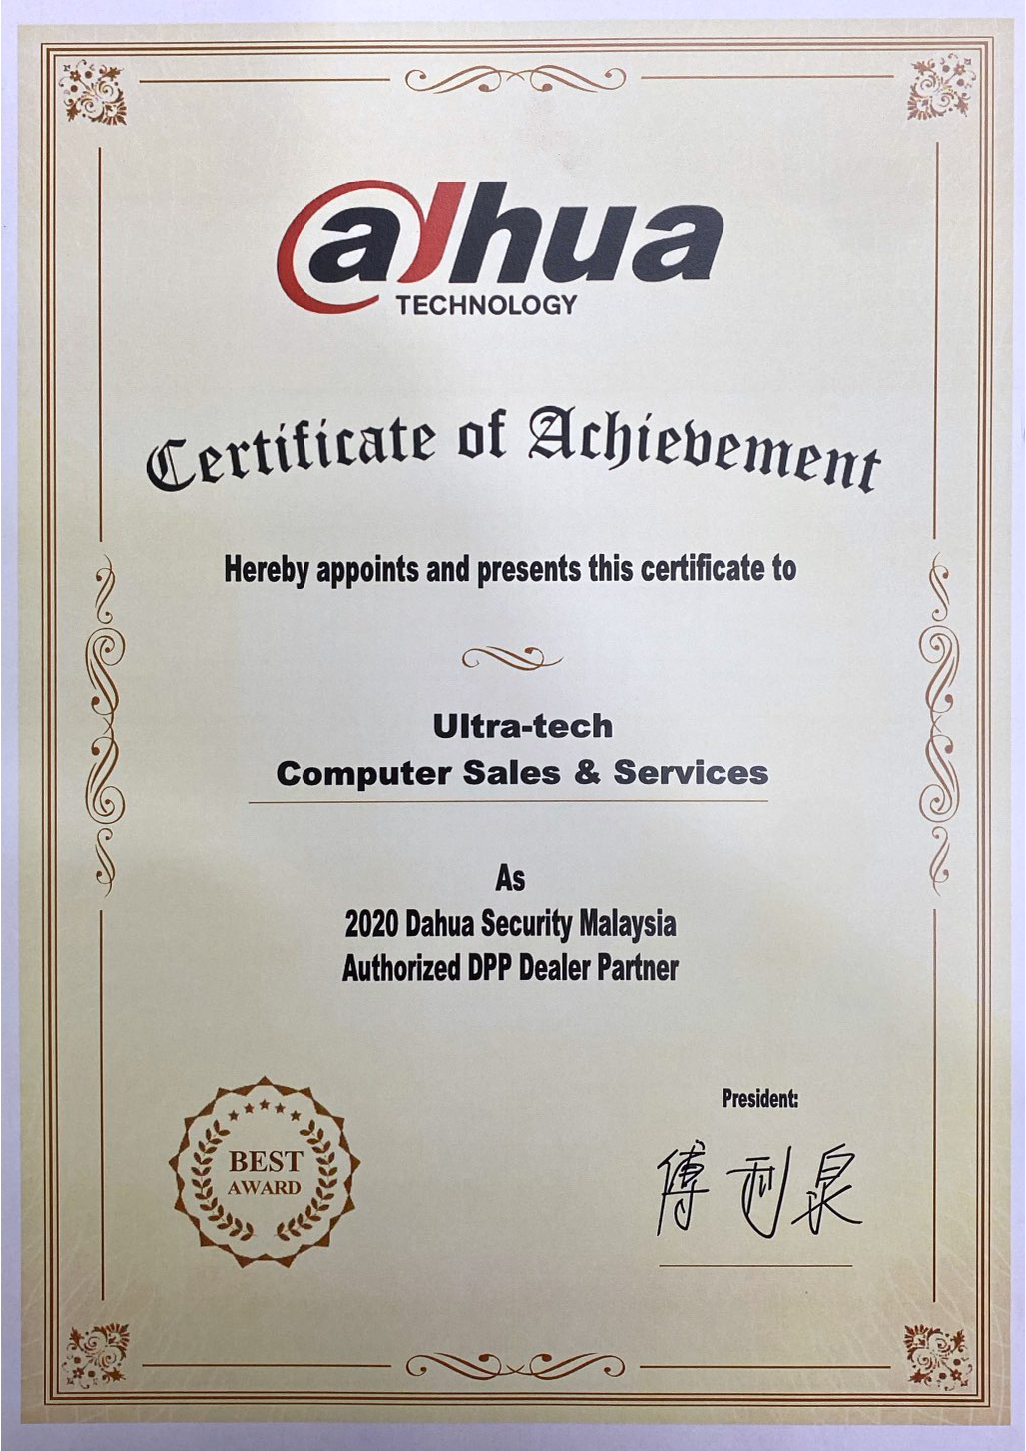 alhua
TECHNOLOGY
Certificate of Achievement
Hereby appoints and presents this certificate to
Ultra-tech
Computer Sales & Services
As
2020 Dahua Security Malaysia
Authorized DPP Dealer Partner
BEST
AWARD
President:
傅利泉